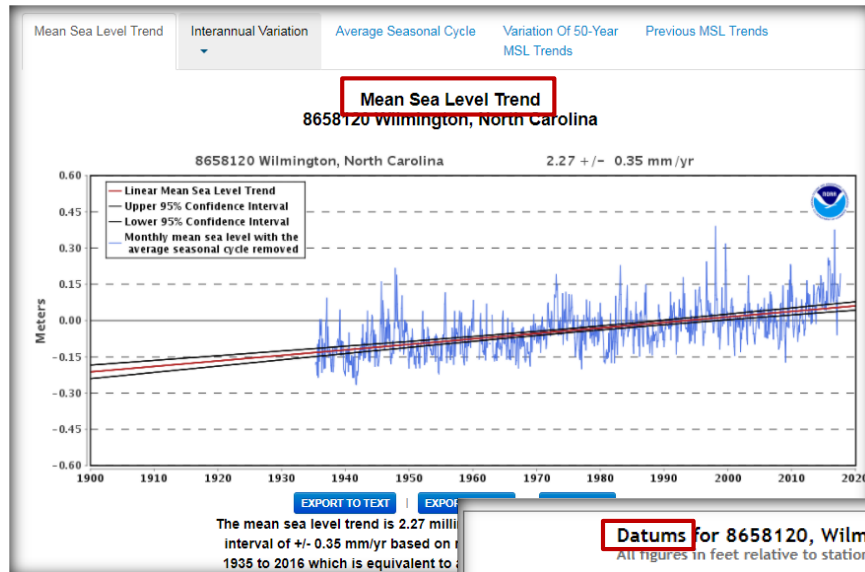 Mean Sea Level Trend
Interannual Variation
Average Seasonal Cycle
Variation Of 50-Year
MSL Trends
Previous MSL Trends
Mean Sea Level Trend
8658120 Wilmington, North Carolina
8658120 Wilmington, North Carolina 2.27 +/- 0.35 mm/yr
0.60
0.45
0.30
0.15
0.00
-0.15
-0.30
-0.45
-0.60
Meters
Linear Mean Sea Level Trend
Upper 95% Confidence Interval
Lower 95% Confidence Interval
Monthly mean sea level with the
average seasonal cycle removed
1900 1910 1920 1930 1940 1950 1960 1970 1980 1990 2000 2010 2020
EXPORT TO TEXT |
The mean sea level trend is 2.27
interval of +/- 0.35 mm/yr based on
1935 to 2016 which is equivalent to
Datums for 8658120,
All figures in feet relative to